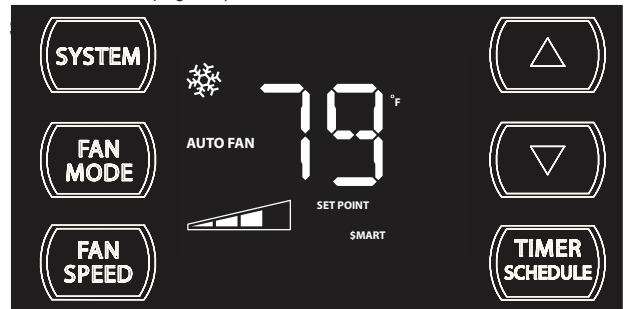 SYSTEM
FAN
MODE
FAN
SPEED
AUTO FAN
79 °F
SET POINT
$MART
TIMER
SCHEDULE